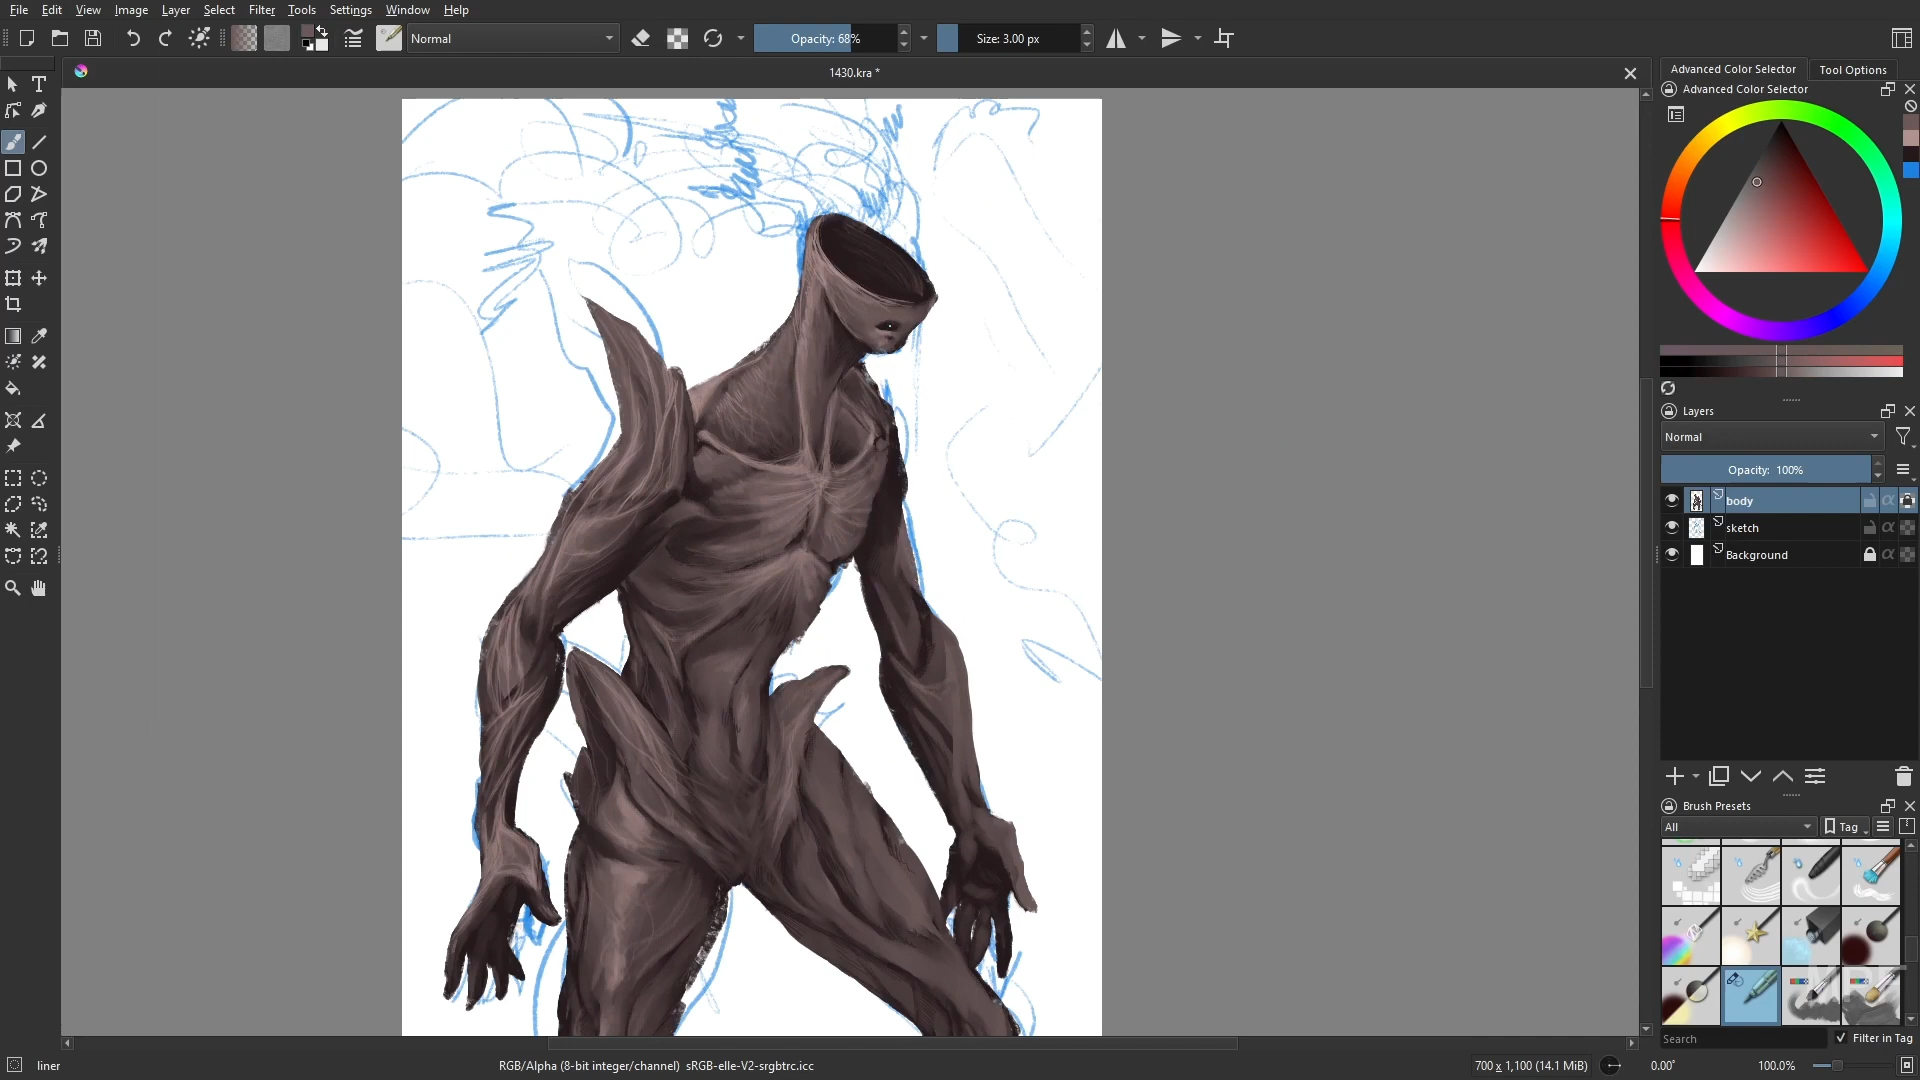 File Edit View Image Layer Select Filter Tools Settings Window Help
Normal
Opacity: 68%
Size: 3.00 px
1430.kra *
Advanced Color Selector
Tool Options
Advanced Color Selector
Layers
Normal
Opacity: 100%
body
sketch
Background
Brush Presets
All
Tag
Search
Filter in Tag
liner
RGB/Alpha (8-bit integer/channel) sRGB-elle-V2-srgbtrc.icc
700 x 1,100 (14.1 MiB)
0.00°
100.0%